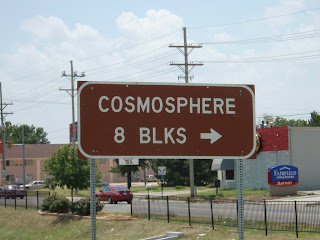 COSMOSPHERE
8 BLKS →
FAIRFIELD
Marriott